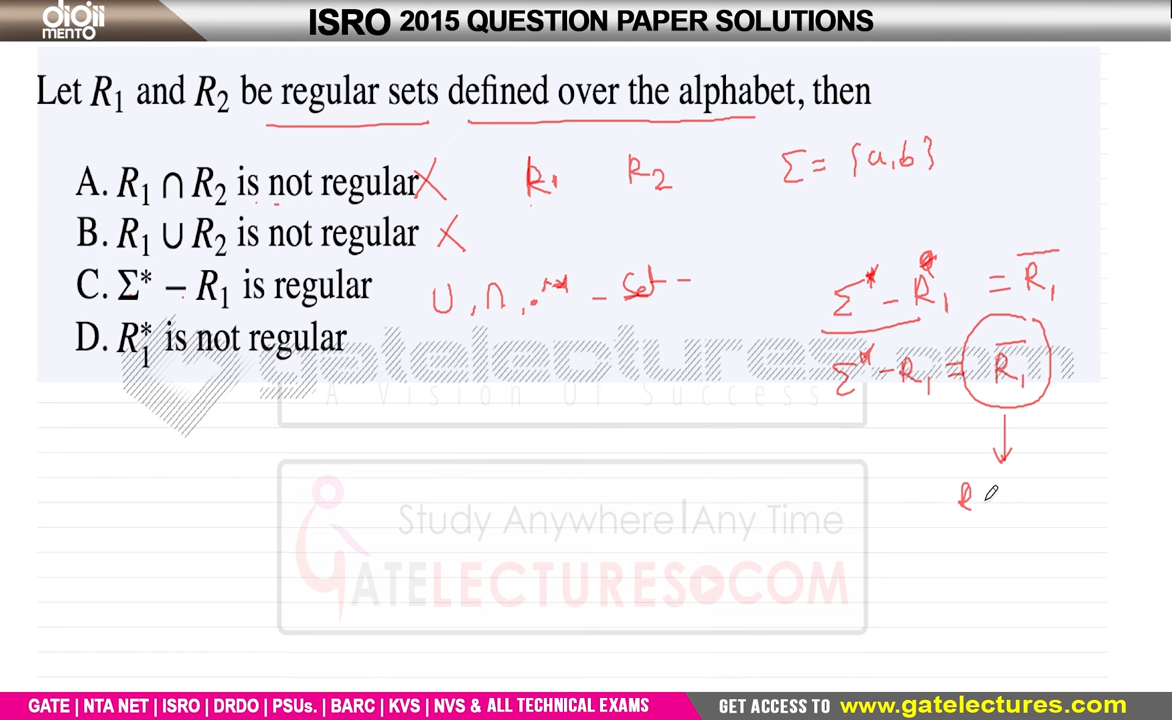 digii
MENTO
ISRO 2015 QUESTION PAPER SOLUTIONS
Let R₁ and R₂ be regular sets defined over the alphabet, then
A. R₁ ∩ R₂ is not regular X
R₁ R₂
Σ = {a,b}
B. R₁ ∪ R₂ is not regular X
C. Σ* − R₁ is regular
∪, ∩, ., * − set −
Σ* − R₁ = R̅₁
D. R₁* is not regular
Σ* − R₁ = R̅₁
R
gatelectures.com
A Vision Of Success
Study Anywhere|Any Time
GATELECTURES.COM
GATE | NTA NET | ISRO | DRDO | PSUs. | BARC | KVS | NVS & ALL TECHNICAL EXAMS
GET ACCESS TO www.gatelectures.com